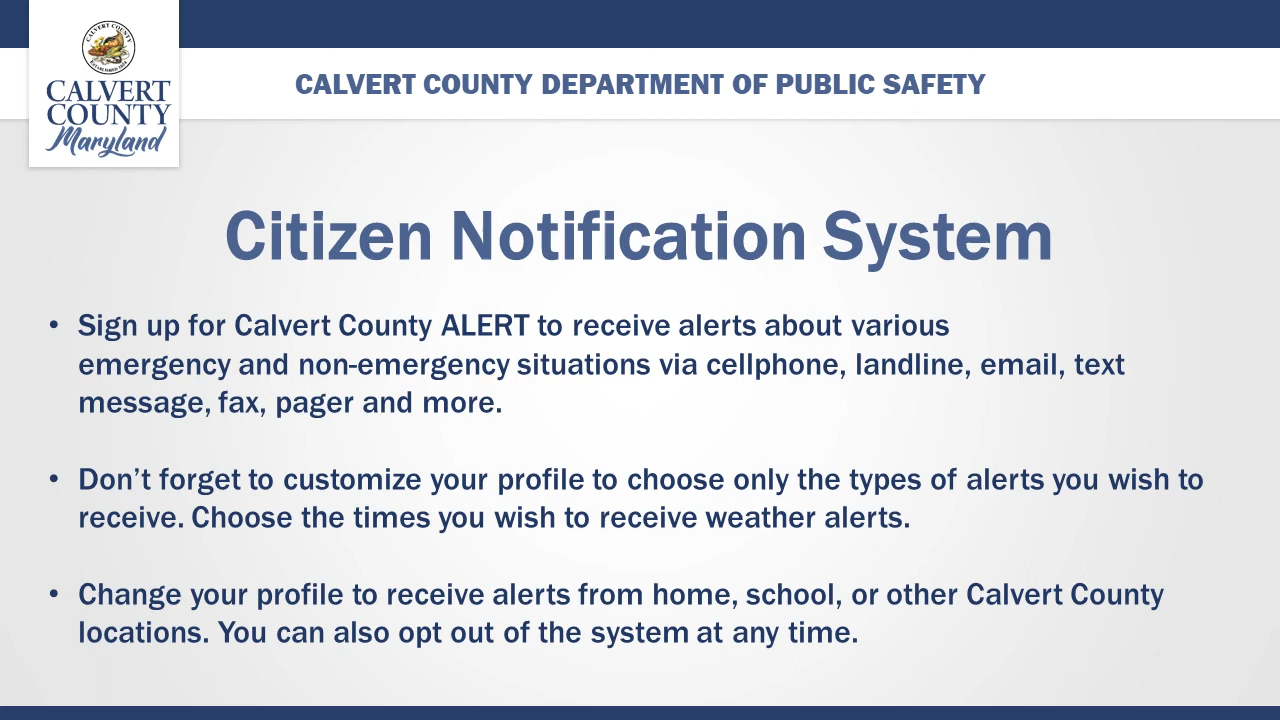 CALVERT COUNTY
ESTABLISHED 1654
CALVERT
COUNTY
Maryland
CALVERT COUNTY DEPARTMENT OF PUBLIC SAFETY
Citizen Notification System
• Sign up for Calvert County ALERT to receive alerts about various
emergency and non-emergency situations via cellphone, landline, email, text
message, fax, pager and more.
• Don’t forget to customize your profile to choose only the types of alerts you wish to
receive. Choose the times you wish to receive weather alerts.
• Change your profile to receive alerts from home, school, or other Calvert County
locations. You can also opt out of the system at any time.